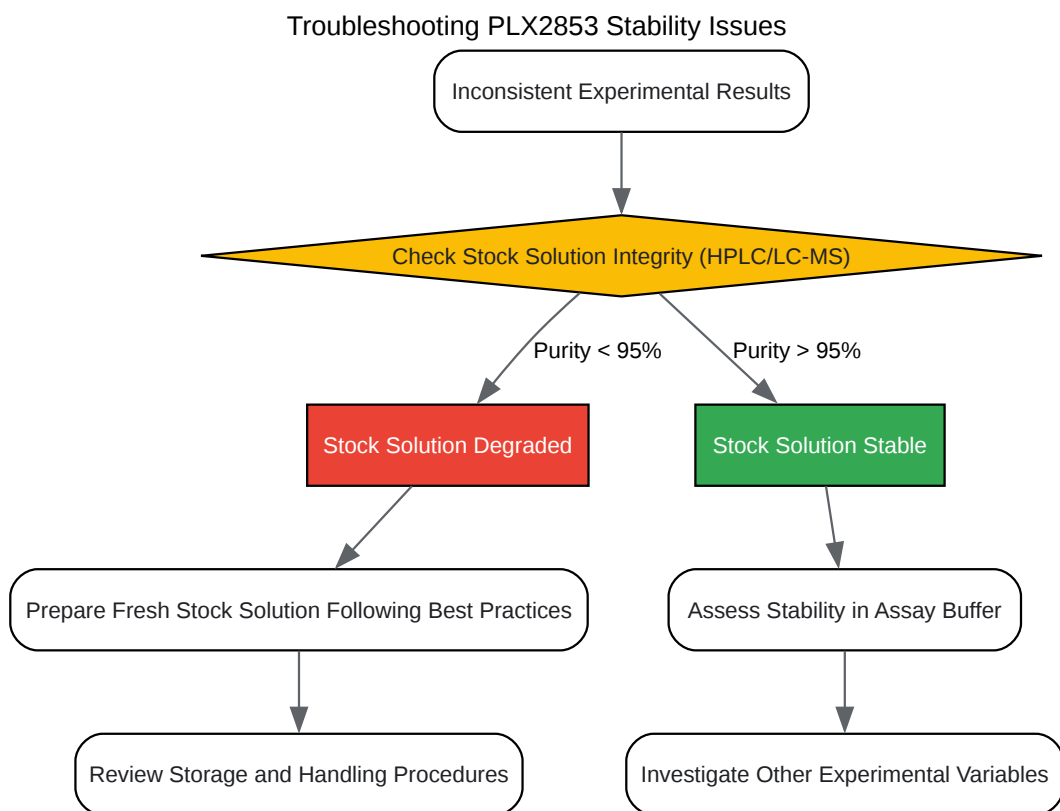 Troubleshooting PLX2853 Stability Issues
Inconsistent Experimental Results
Check Stock Solution Integrity (HPLC/LC-MS)
Purity < 95%
Purity > 95%
Stock Solution Degraded
Stock Solution Stable
Prepare Fresh Stock Solution Following Best Practices
Assess Stability in Assay Buffer
Review Storage and Handling Procedures
Investigate Other Experimental Variables